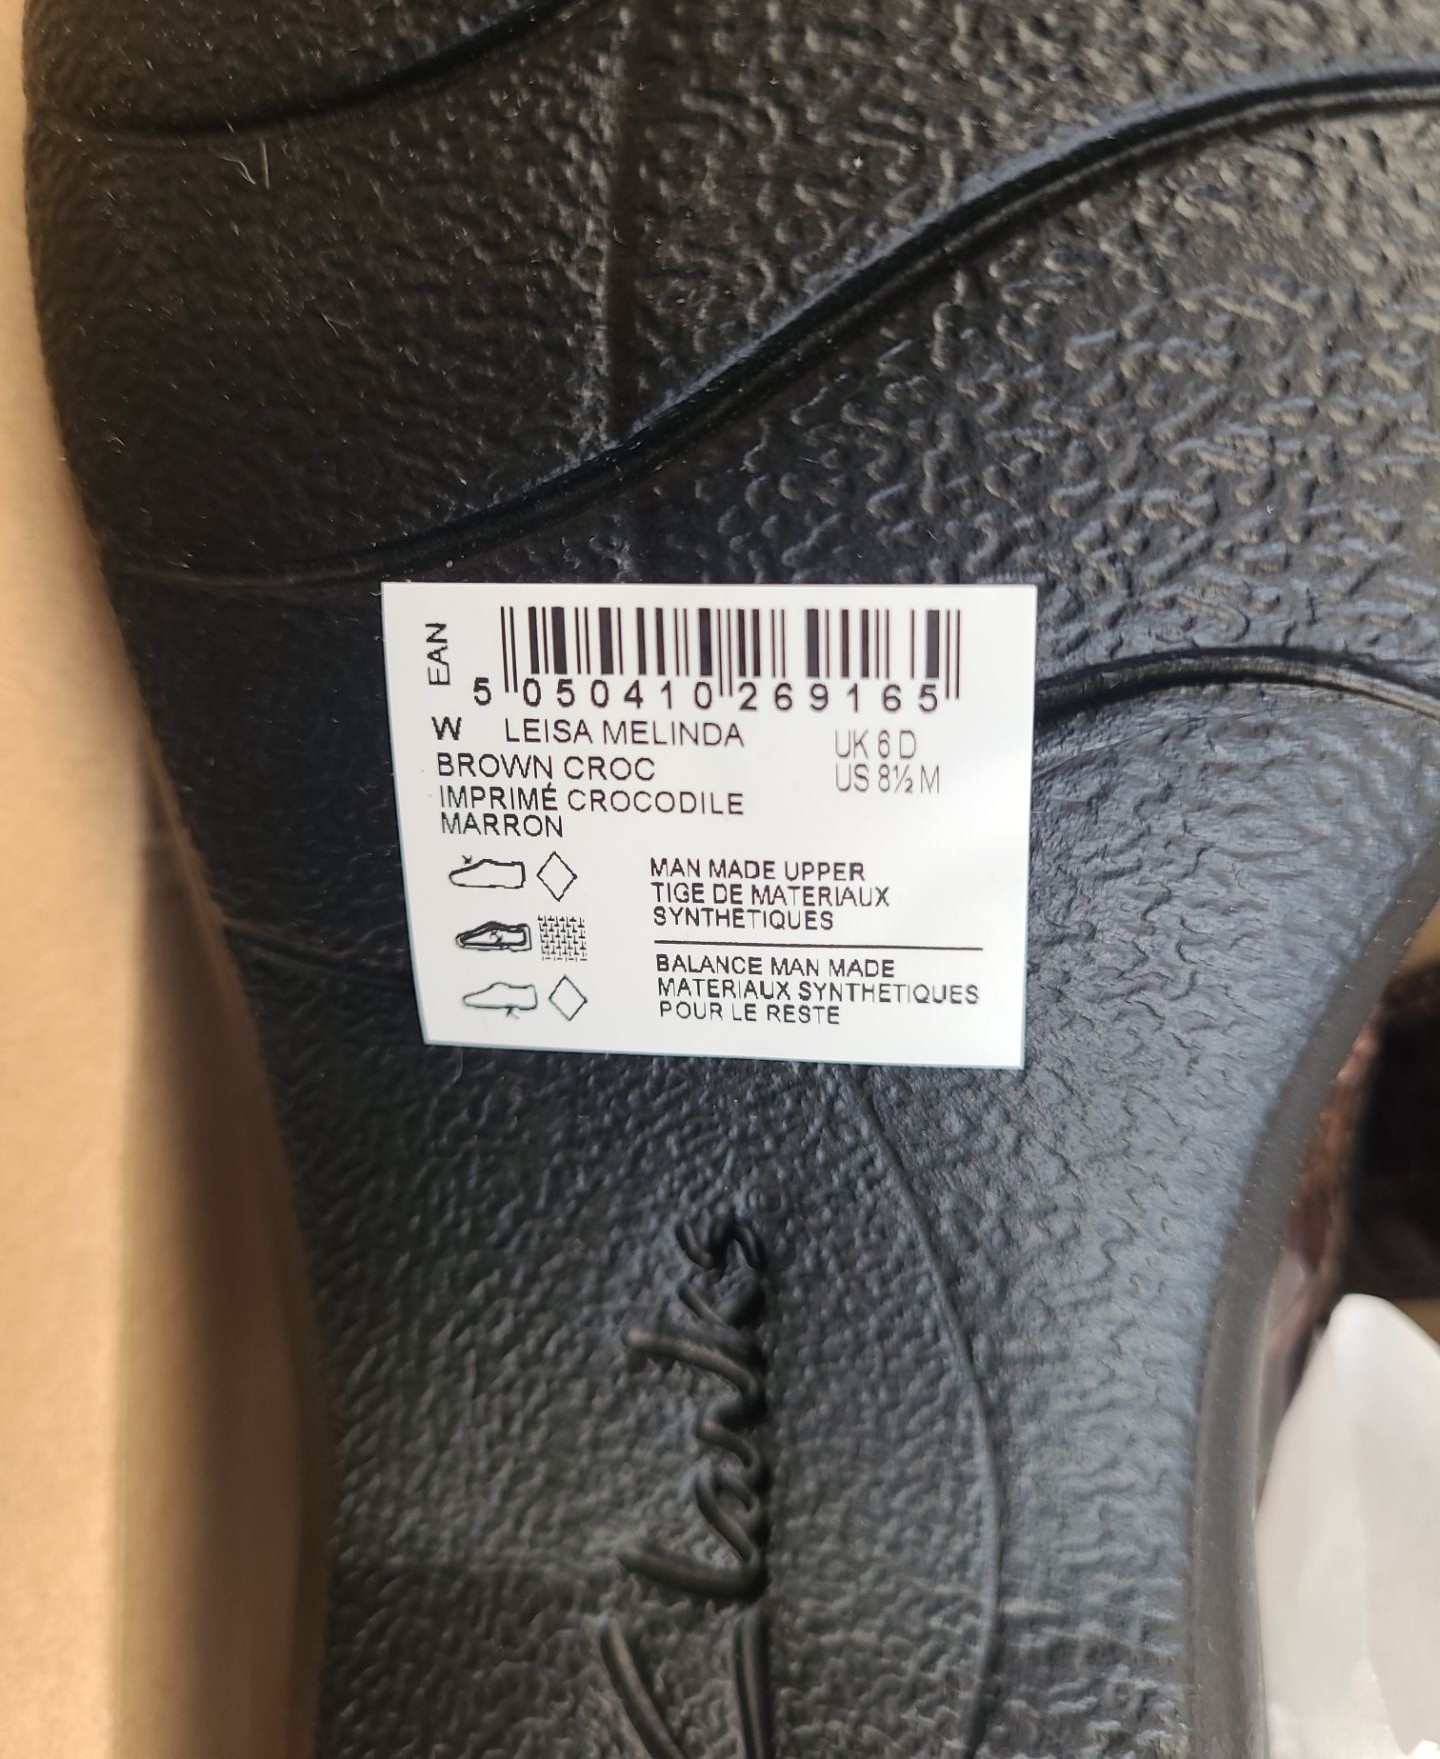 EAN
5 050410 269165
W LEISA MELINDA UK 6 D
BROWN CROC US 8½ M
IMPRIMÉ CROCODILE
MARRON
MAN MADE UPPER
TIGE DE MATERIAUX
SYNTHETIQUES
BALANCE MAN MADE
MATERIAUX SYNTHETIQUES
POUR LE RESTE
Clarks